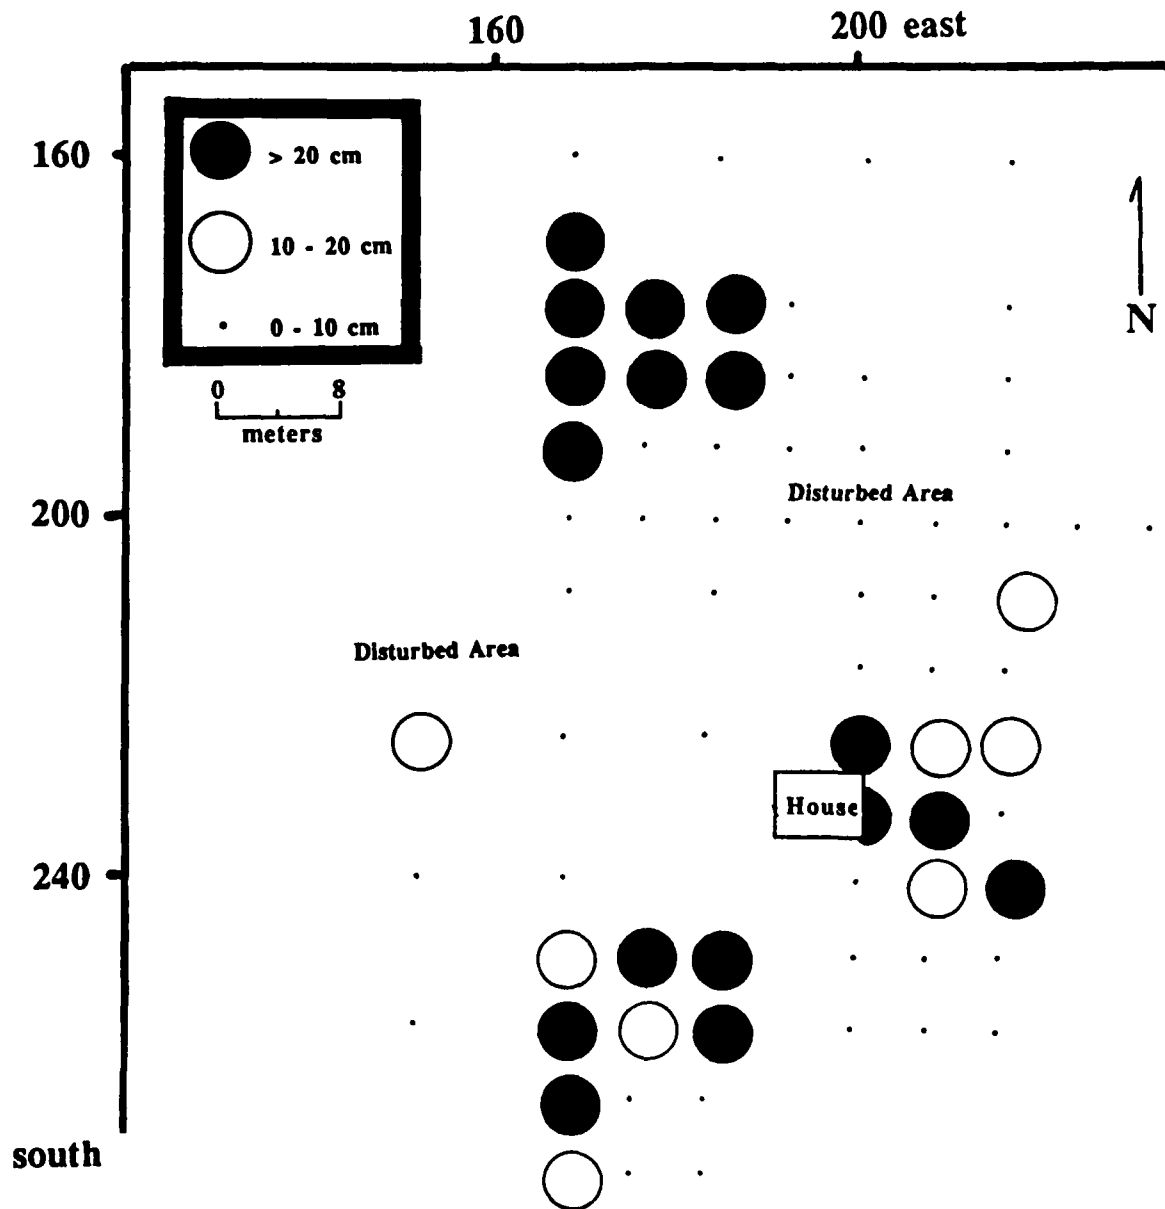 160
200 east
160
> 20 cm
10 - 20 cm
0 - 10 cm
N
0 8
meters
Disturbed Area
200
Disturbed Area
House
240
south